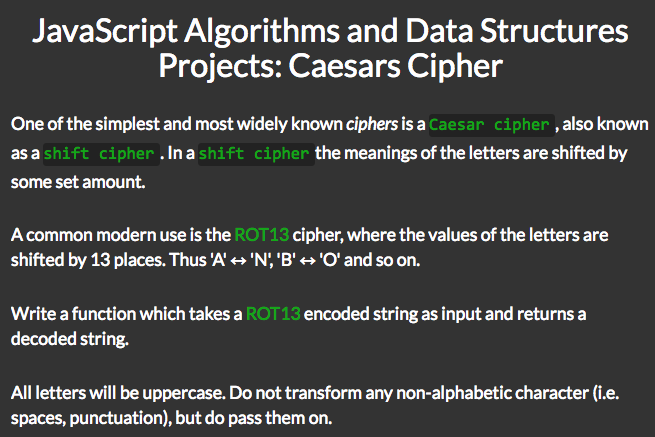 JavaScript Algorithms and Data Structures
Projects: Caesars Cipher
One of the simplest and most widely known ciphers is a Caesar cipher , also known
as a shift cipher . In a shift cipher the meanings of the letters are shifted by
some set amount.
A common modern use is the ROT13 cipher, where the values of the letters are
shifted by 13 places. Thus 'A' ↔ 'N', 'B' ↔ 'O' and so on.
Write a function which takes a ROT13 encoded string as input and returns a
decoded string.
All letters will be uppercase. Do not transform any non-alphabetic character (i.e.
spaces, punctuation), but do pass them on.